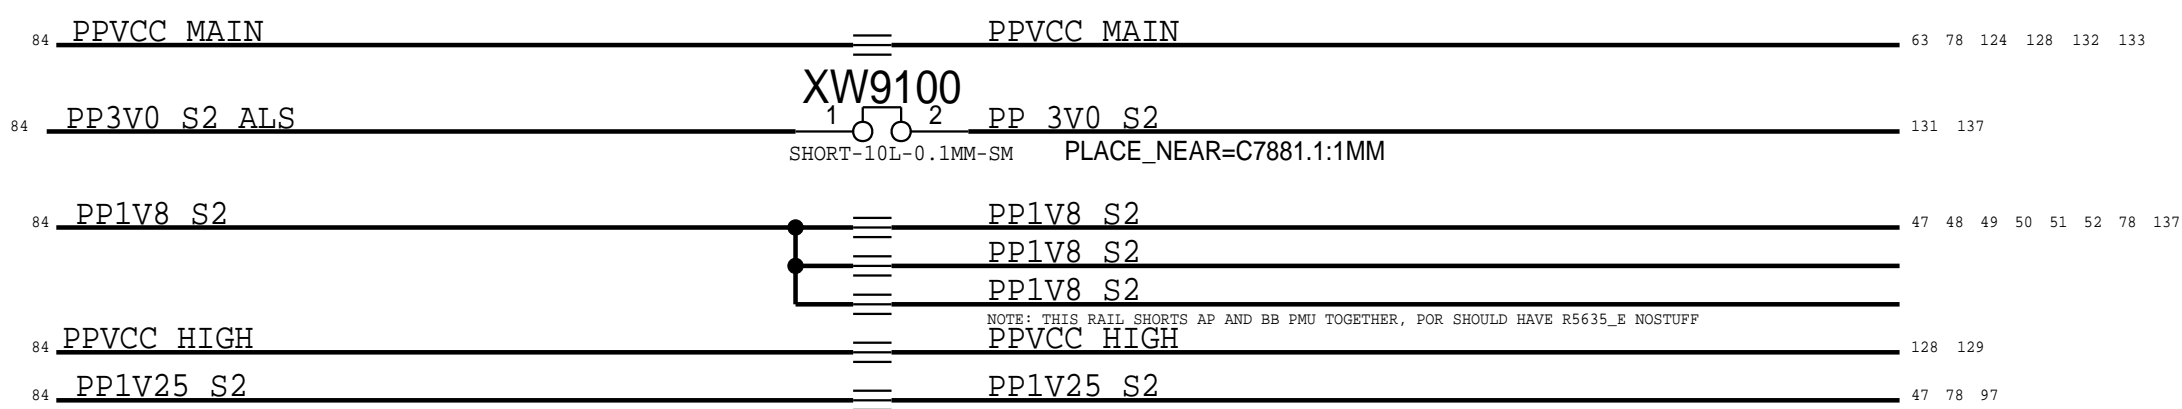 84 PPVCC MAIN PPVCC MAIN 63 78 124 128 132 133
XW9100
84 PP3V0 S2 ALS 1 2 PP 3V0 S2 131 137
SHORT-10L-0.1MM-SM PLACE_NEAR=C7881.1:1MM
84 PP1V8 S2 PP1V8 S2 47 48 49 50 51 52 78 137
PP1V8 S2
PP1V8 S2
NOTE: THIS RAIL SHORTS AP AND BB PMU TOGETHER, POR SHOULD HAVE R5635_E NOSTUFF
84 PPVCC HIGH PPVCC HIGH 128 129
84 PP1V25 S2 PP1V25 S2 47 78 97